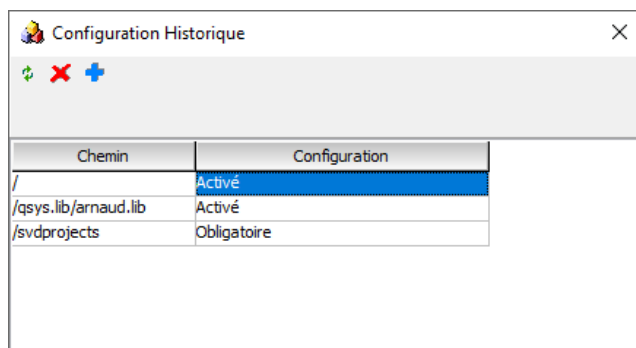 Configuration Historique
Chemin Configuration
/ Activé
/qsys.lib/arnaud.lib Activé
/svdprojects Obligatoire